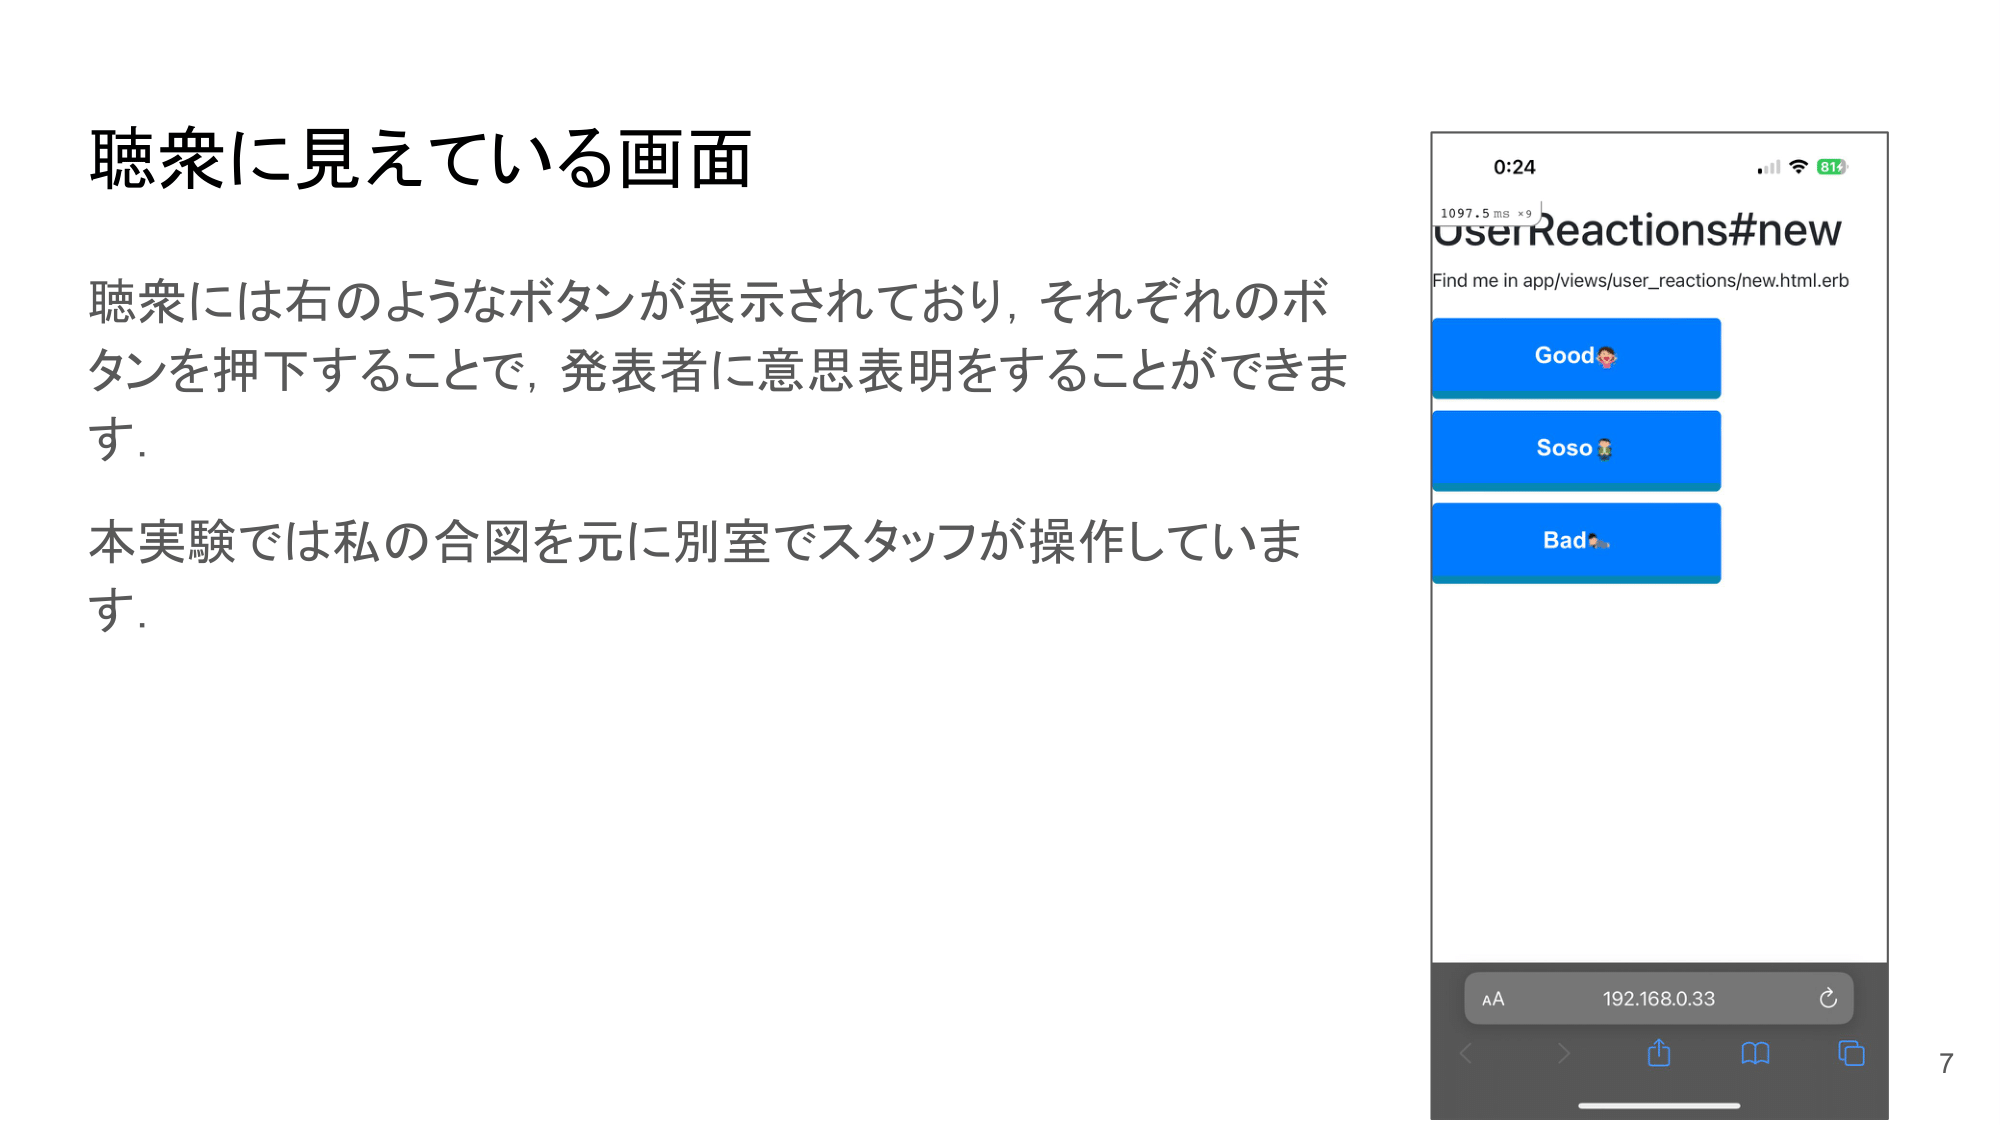 聴衆に見えている画面
聴衆には右のようなボタンが表示されており, それぞれのボ
タンを押下することで, 発表者に意思表明をすることができま
す.
本実験では私の合図を元に別室でスタッフが操作していま
す.
0:24
81
1097.5 ms ×9
UserReactions#new
Find me in app/views/user_reactions/new.html.erb
Good🙆
Soso🧍
Bad🙇
AA
192.168.0.33
7